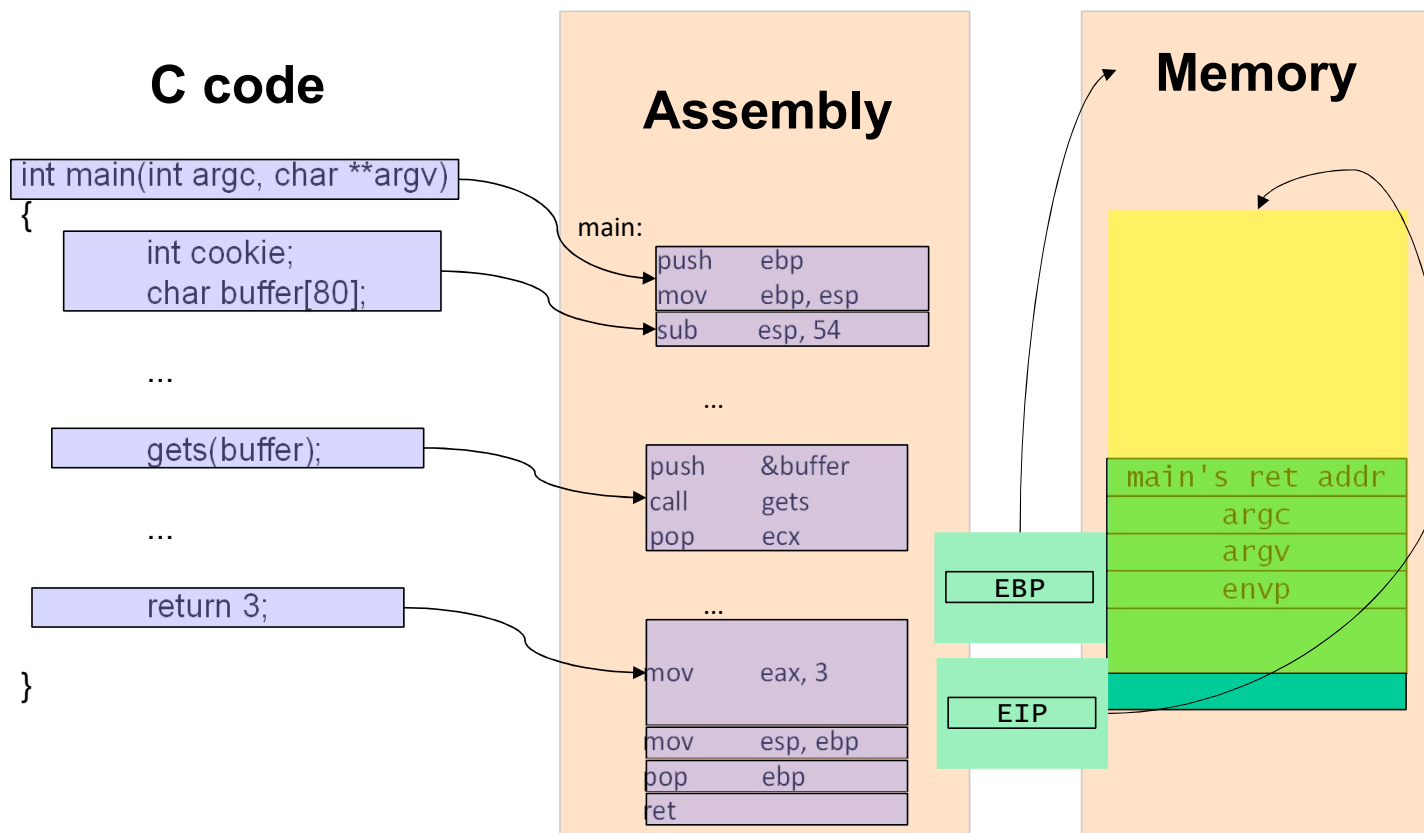 C code
int main(int argc, char **argv)
{
int cookie;
char buffer[80];
...
gets(buffer);
...
return 3;
}
Assembly
main:
push ebp
mov ebp, esp
sub esp, 54
...
push &buffer
call gets
pop ecx
...
mov eax, 3
mov esp, ebp
pop ebp
ret
EBP
EIP
Memory
main's ret addr
argc
argv
envp